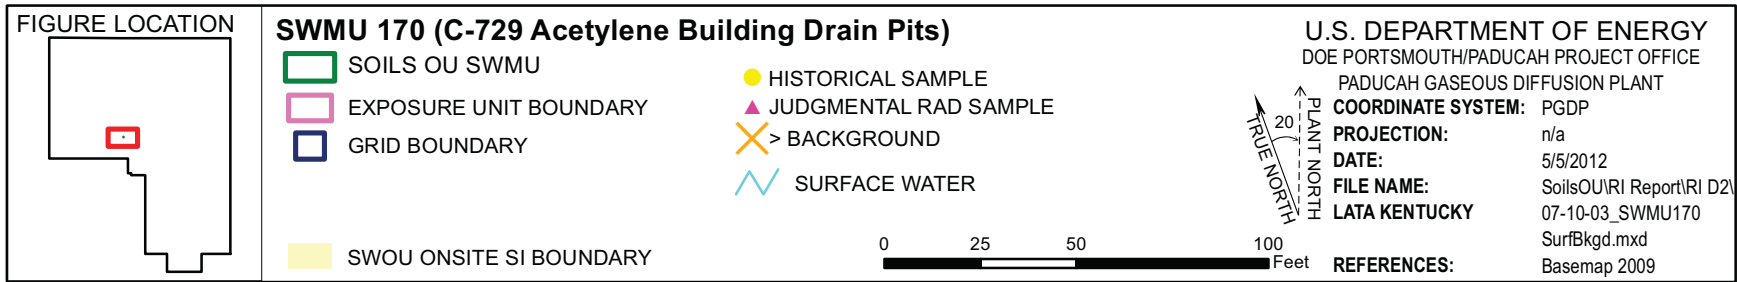 FIGURE LOCATION
SWMU 170 (C-729 Acetylene Building Drain Pits)
SOILS OU SWMU
EXPOSURE UNIT BOUNDARY
GRID BOUNDARY
SWOU ONSITE SI BOUNDARY
HISTORICAL SAMPLE
JUDGMENTAL RAD SAMPLE
> BACKGROUND
SURFACE WATER
0 25 50 100
Feet
TRUE NORTH
20
PLANT NORTH
U.S. DEPARTMENT OF ENERGY
DOE PORTSMOUTH/PADUCAH PROJECT OFFICE
PADUCAH GASEOUS DIFFUSION PLANT
COORDINATE SYSTEM: PGDP
PROJECTION: n/a
DATE: 5/5/2012
FILE NAME: SoilsOU\RI Report\RI D2\
LATA KENTUCKY 07-10-03_SWMU170
SurfBkgd.mxd
REFERENCES: Basemap 2009